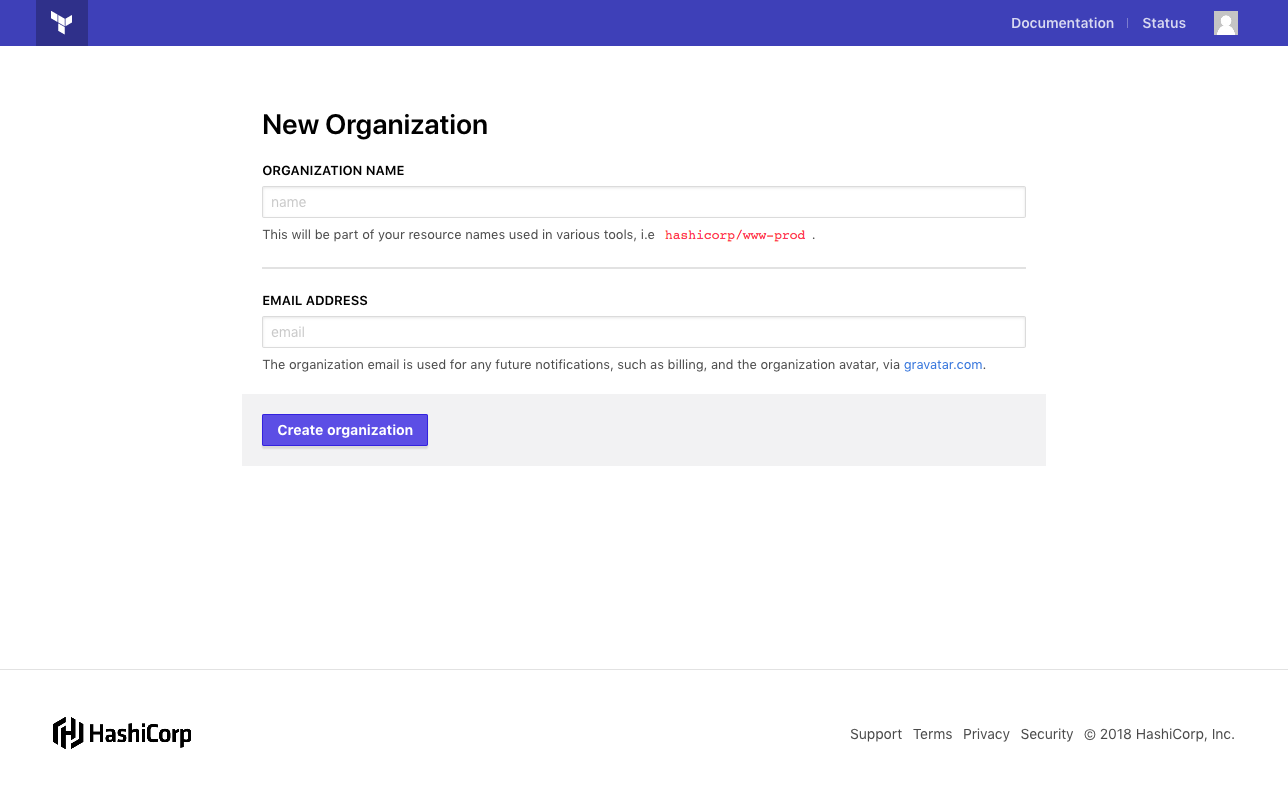 Documentation
Status
New Organization
ORGANIZATION NAME
name
This will be part of your resource names used in various tools, i.e hashicorp/www-prod .
EMAIL ADDRESS
email
The organization email is used for any future notifications, such as billing, and the organization avatar, via gravatar.com.
Create organization
HashiCorp
Support Terms Privacy Security © 2018 HashiCorp, Inc.